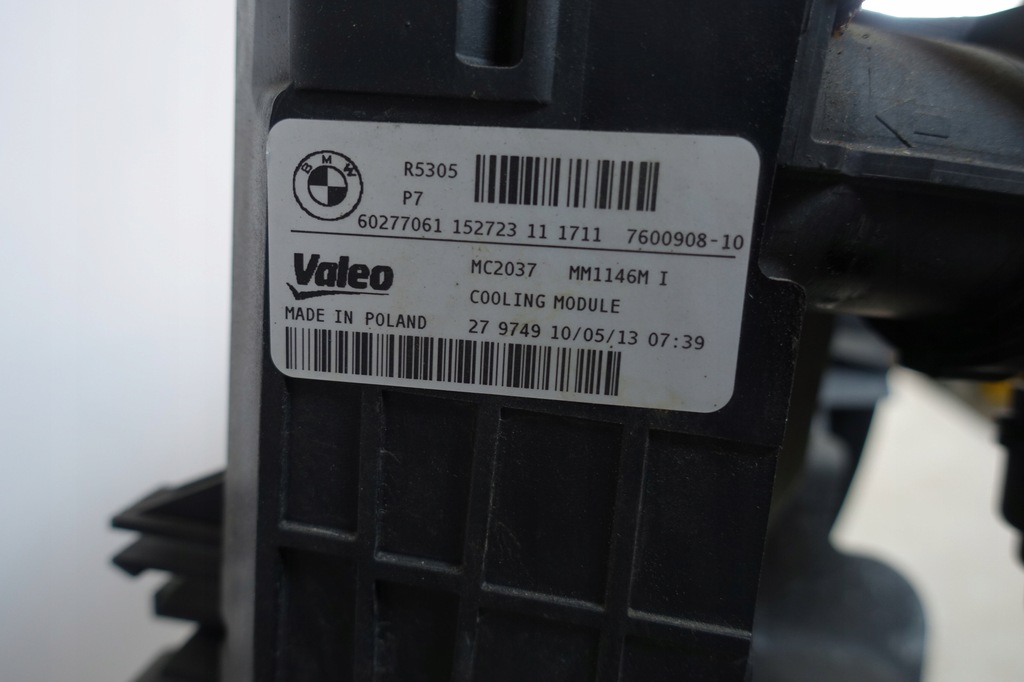 BMW
R5305
P7
60277061 152723 11 1711 7600908-10
Valeo
MC2037 MM1146M I
COOLING MODULE
MADE IN POLAND 27 9749 10/05/13 07:39